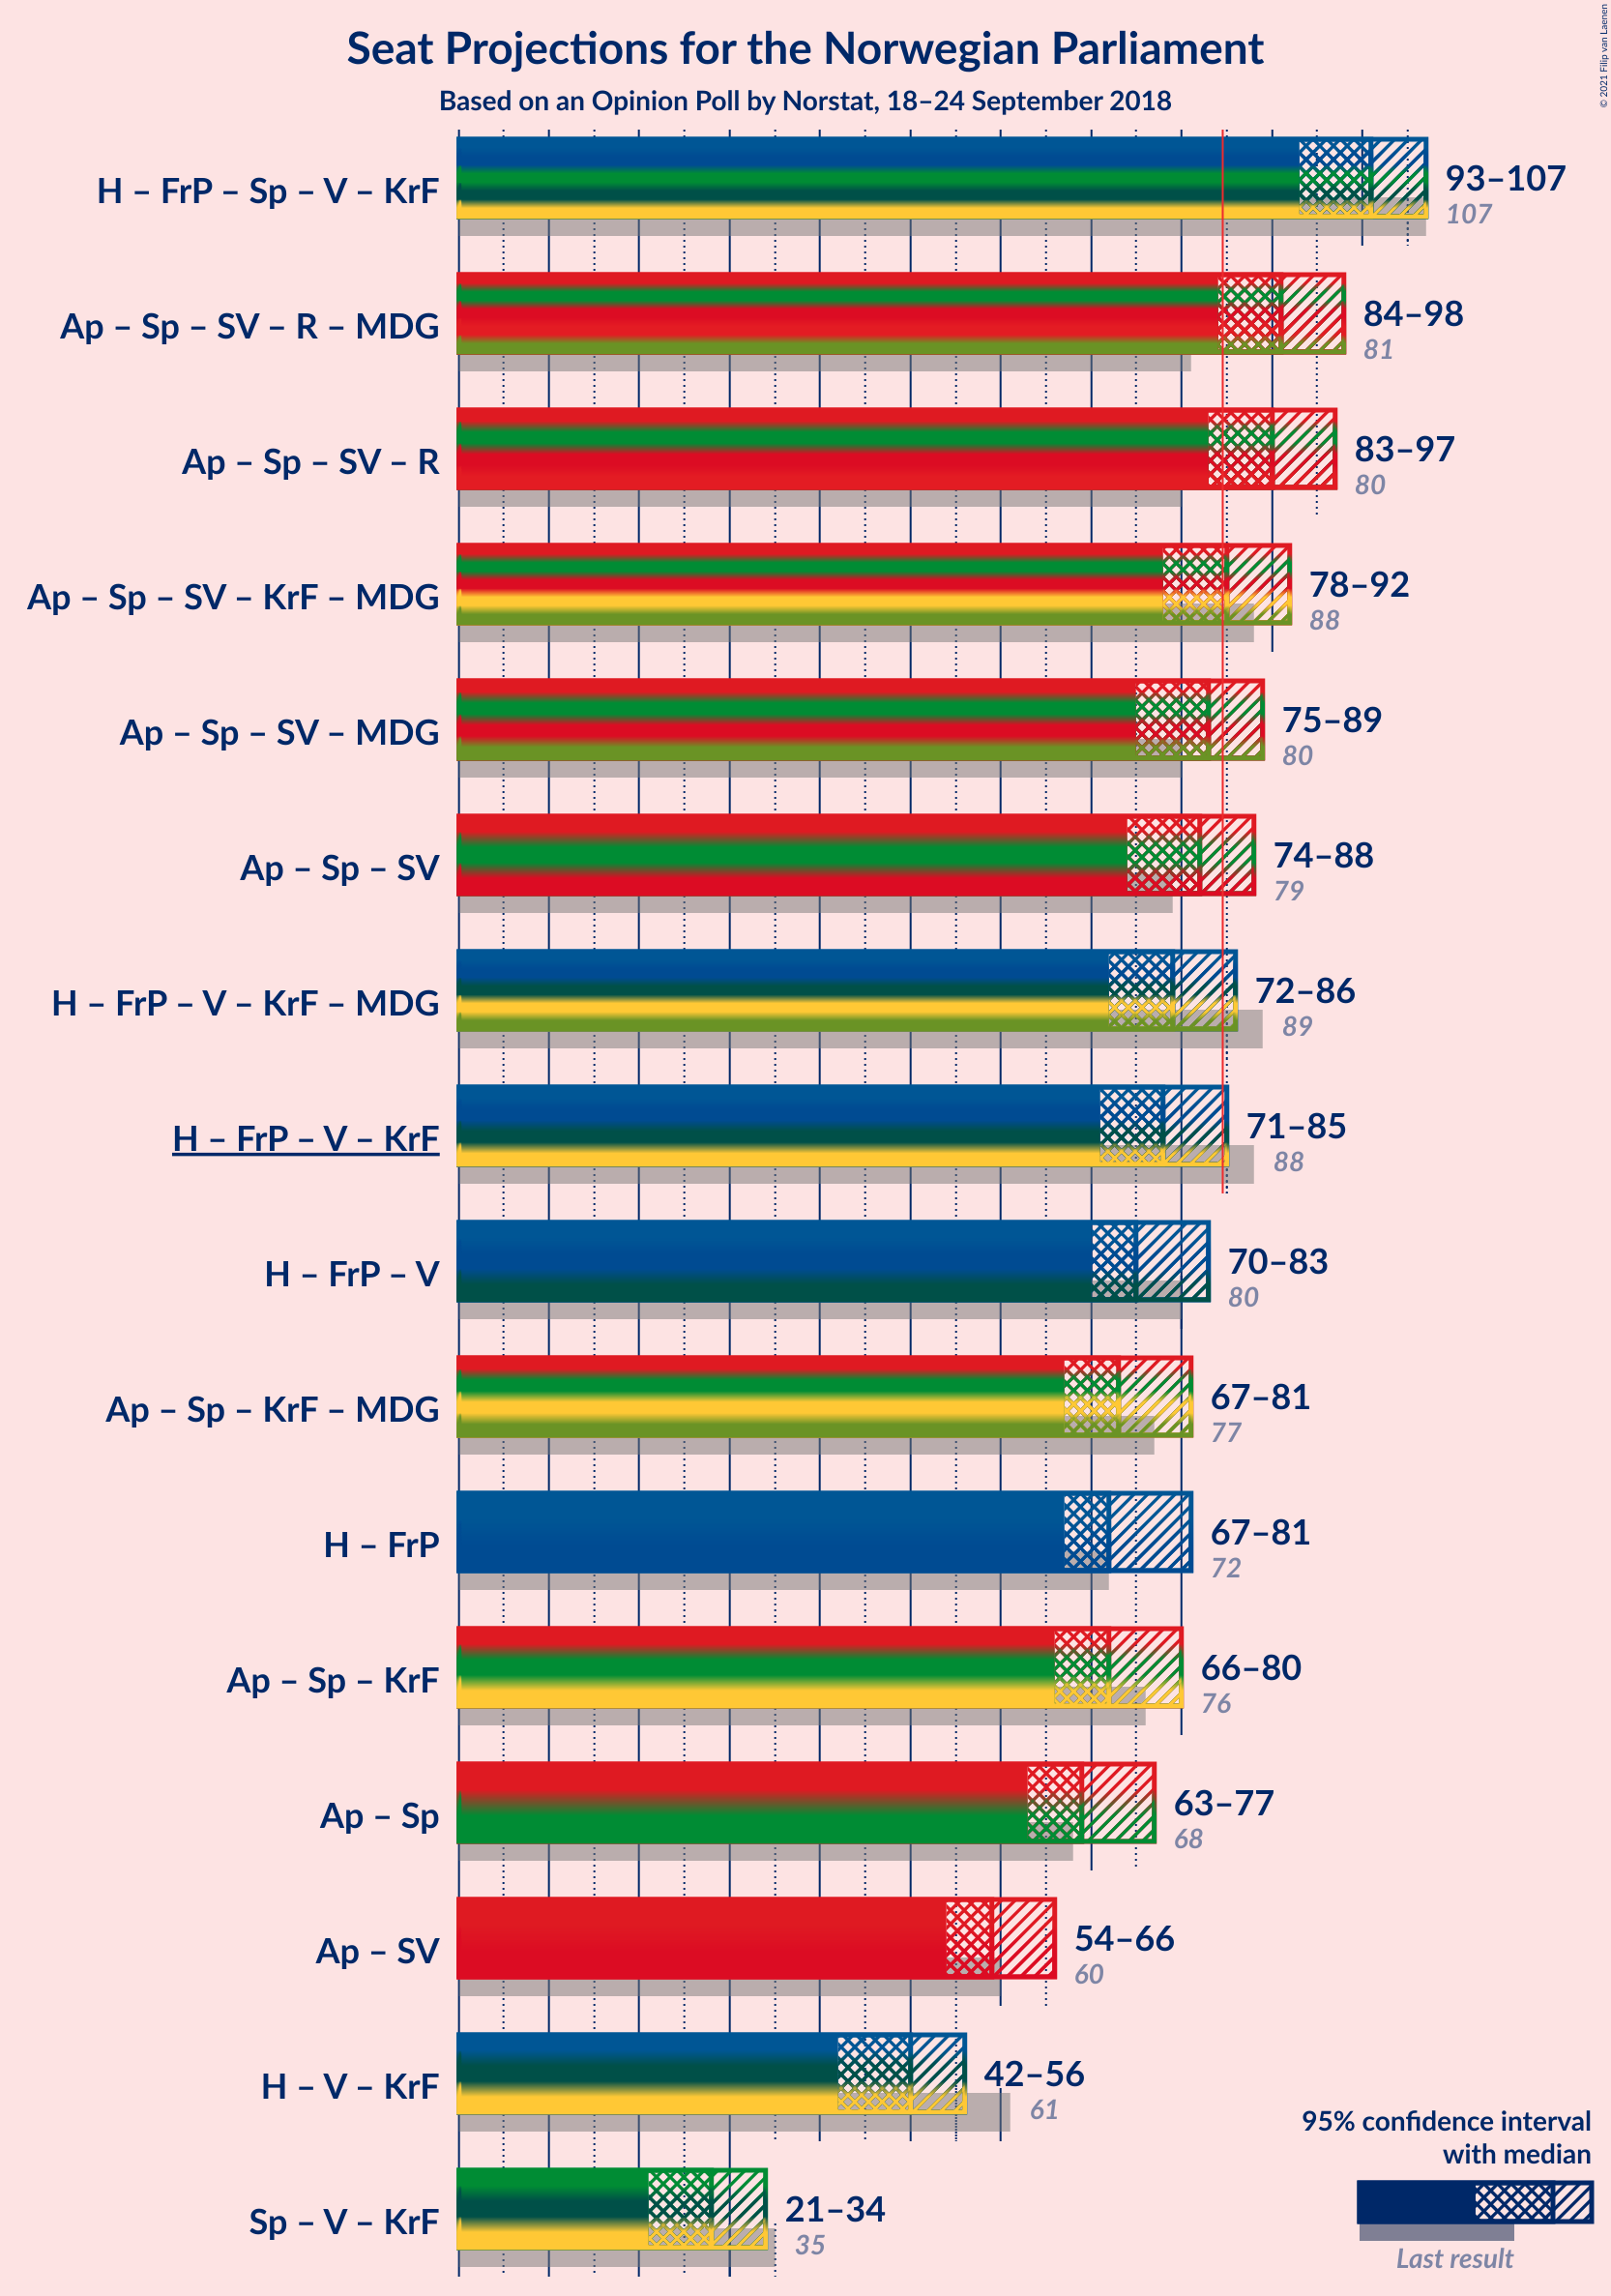 Seat Projections for the Norwegian Parliament
Based on an Opinion Poll by Norstat, 18–24 September 2018
© 2021 Filip van Laenen
H – FrP – Sp – V – KrF
93–107
107
Ap – Sp – SV – R – MDG
84–98
81
Ap – Sp – SV – R
83–97
80
Ap – Sp – SV – KrF – MDG
78–92
88
Ap – Sp – SV – MDG
75–89
80
Ap – Sp – SV
74–88
79
H – FrP – V – KrF – MDG
72–86
89
H – FrP – V – KrF
71–85
88
H – FrP – V
70–83
80
Ap – Sp – KrF – MDG
67–81
77
H – FrP
67–81
72
Ap – Sp – KrF
66–80
76
Ap – Sp
63–77
68
Ap – SV
54–66
60
H – V – KrF
42–56
61
Sp – V – KrF
21–34
35
95% confidence interval
with median
Last result